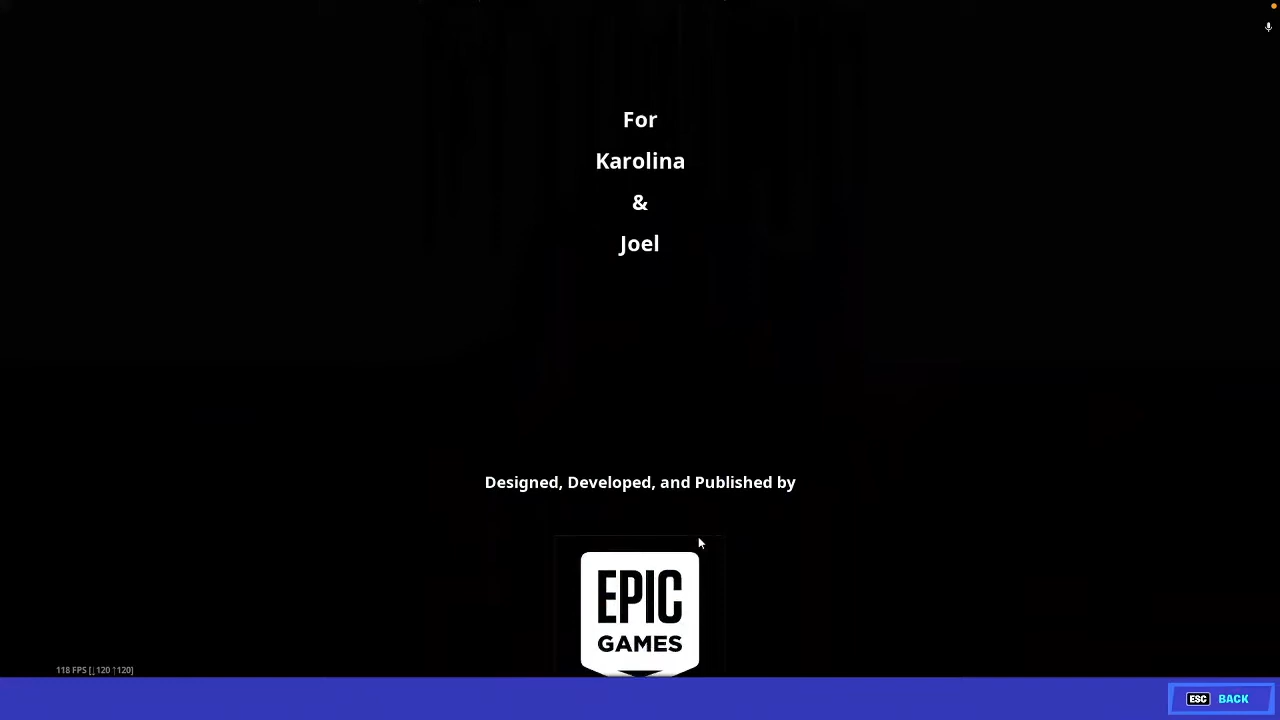 For
Karolina
&
Joel
Designed, Developed, and Published by
EPIC
GAMES
118 FPS [↓120 ↑120]
ESC BACK